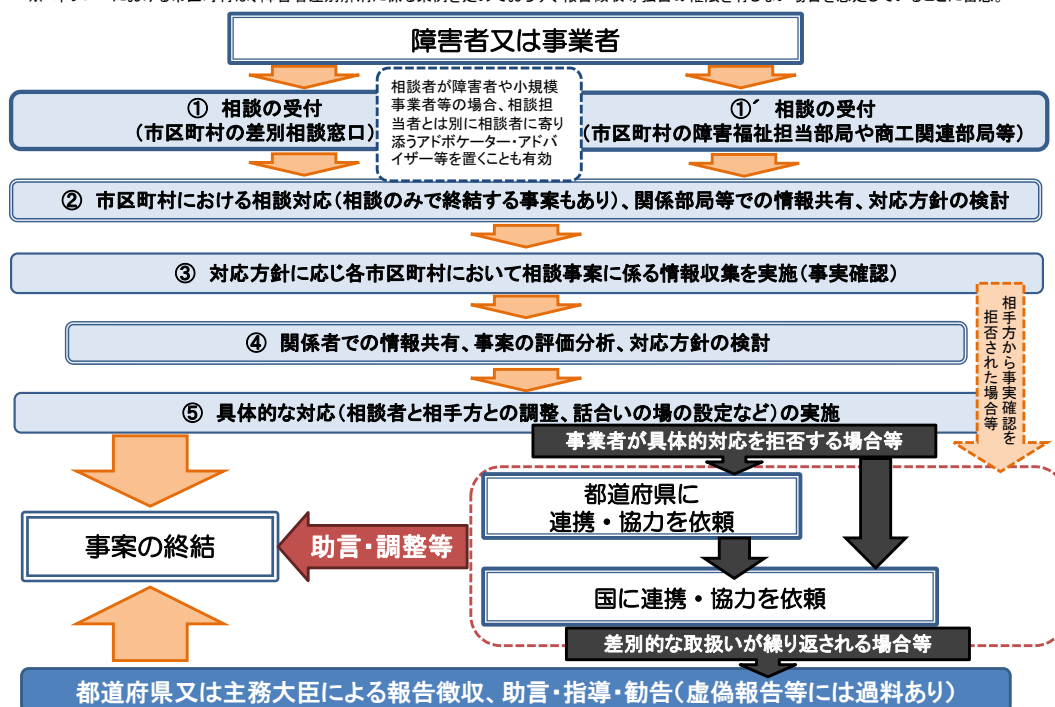 障害者又は事業者
① 相談の受付
(市区町村の差別相談窓口)
相談者が障害者や小規模
事業者等の場合、相談担
当者とは別に相談者に寄り
添うアドボケーター・アドバ
イザー等を置くことも有効
①´ 相談の受付
(市区町村の障害福祉担当部局や商工関連部局等)
② 市区町村における相談対応(相談のみで終結する事案もあり)、関係部局等での情報共有、対応方針の検討
③ 対応方針に応じ各市区町村において相談事案に係る情報収集を実施(事実確認)
相手方から事実確認を
拒否された場合等
④ 関係者での情報共有、事案の評価分析、対応方針の検討
⑤ 具体的な対応(相談者と相手方との調整、話合いの場の設定など)の実施
事業者が具体的対応を拒否する場合等
都道府県に
連携・協力を依頼
事案の終結
助言・調整等
国に連携・協力を依頼
差別的な取扱いが繰り返される場合等
都道府県又は主務大臣による報告徴収、助言・指導・勧告(虚偽報告等には過料あり)